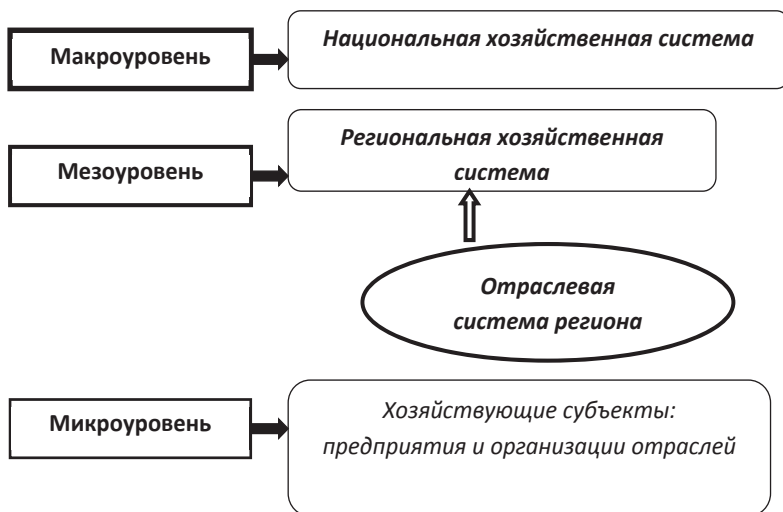 Макроуровень
Национальная хозяйственная система
Мезоуровень
Региональная хозяйственная
система
Отраслевая
система региона
Микроуровень
Хозяйствующие субъекты:
предприятия и организации отраслей